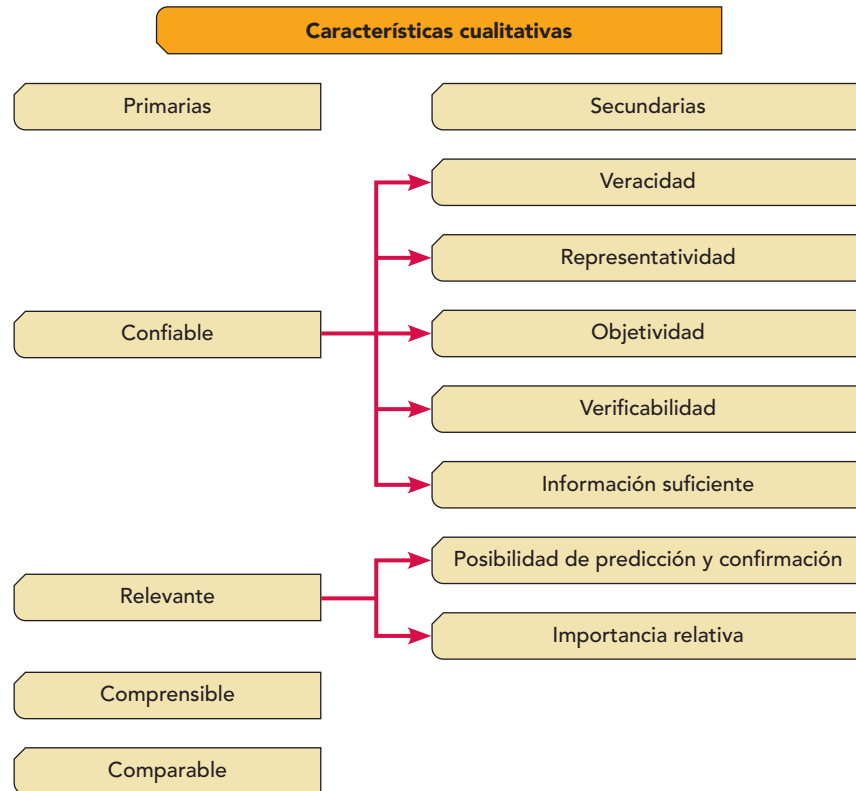 Características cualitativas
Primarias
Secundarias
Veracidad
Representatividad
Confiable
Objetividad
Verificabilidad
Información suficiente
Posibilidad de predicción y confirmación
Relevante
Importancia relativa
Comprensible
Comparable